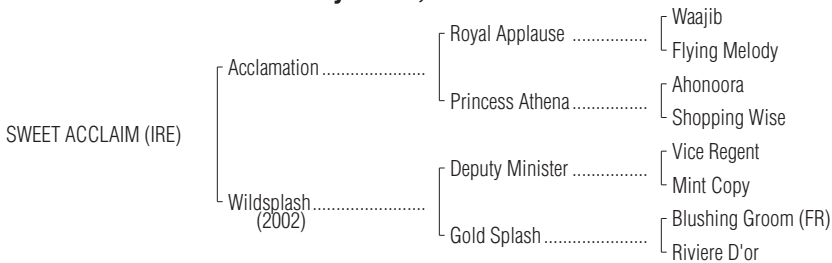 Waajib
Royal Applause ................
Flying Melody
Acclamation ......................
Ahonoora
Princess Athena ................
Shopping Wise
SWEET ACCLAIM (IRE)
Vice Regent
Deputy Minister ................
Mint Copy
Wildsplash ........................
(2002)
Blushing Groom (FR)
Gold Splash ......................
Riviere D'or